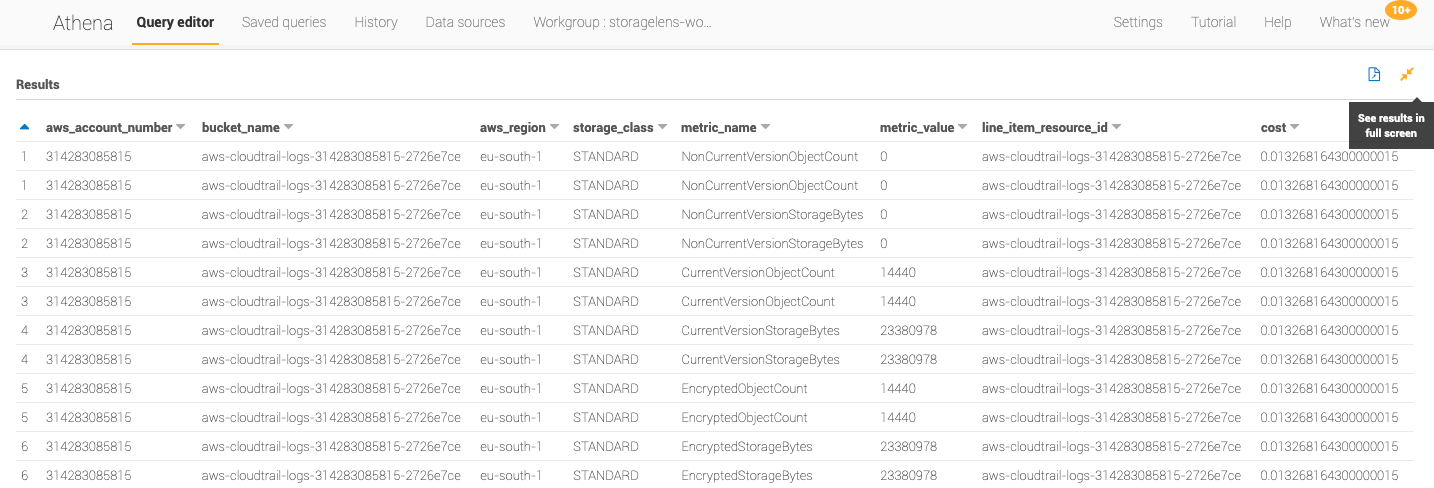 Athena Query editor Saved queries History Data sources Workgroup : storagelens-wo... Settings Tutorial Help What's new 10+
Results
See results in
full screen
aws_account_number bucket_name aws_region storage_class metric_name metric_value line_item_resource_id cost
1 314283085815 aws-cloudtrail-logs-314283085815-2726e7ce eu-south-1 STANDARD NonCurrentVersionObjectCount 0 aws-cloudtrail-logs-314283085815-2726e7ce 0.013268164300000015
1 314283085815 aws-cloudtrail-logs-314283085815-2726e7ce eu-south-1 STANDARD NonCurrentVersionObjectCount 0 aws-cloudtrail-logs-314283085815-2726e7ce 0.013268164300000015
2 314283085815 aws-cloudtrail-logs-314283085815-2726e7ce eu-south-1 STANDARD NonCurrentVersionStorageBytes 0 aws-cloudtrail-logs-314283085815-2726e7ce 0.013268164300000015
2 314283085815 aws-cloudtrail-logs-314283085815-2726e7ce eu-south-1 STANDARD NonCurrentVersionStorageBytes 0 aws-cloudtrail-logs-314283085815-2726e7ce 0.013268164300000015
3 314283085815 aws-cloudtrail-logs-314283085815-2726e7ce eu-south-1 STANDARD CurrentVersionObjectCount 14440 aws-cloudtrail-logs-314283085815-2726e7ce 0.013268164300000015
3 314283085815 aws-cloudtrail-logs-314283085815-2726e7ce eu-south-1 STANDARD CurrentVersionObjectCount 14440 aws-cloudtrail-logs-314283085815-2726e7ce 0.013268164300000015
4 314283085815 aws-cloudtrail-logs-314283085815-2726e7ce eu-south-1 STANDARD CurrentVersionStorageBytes 23380978 aws-cloudtrail-logs-314283085815-2726e7ce 0.013268164300000015
4 314283085815 aws-cloudtrail-logs-314283085815-2726e7ce eu-south-1 STANDARD CurrentVersionStorageBytes 23380978 aws-cloudtrail-logs-314283085815-2726e7ce 0.013268164300000015
5 314283085815 aws-cloudtrail-logs-314283085815-2726e7ce eu-south-1 STANDARD EncryptedObjectCount 14440 aws-cloudtrail-logs-314283085815-2726e7ce 0.013268164300000015
5 314283085815 aws-cloudtrail-logs-314283085815-2726e7ce eu-south-1 STANDARD EncryptedObjectCount 14440 aws-cloudtrail-logs-314283085815-2726e7ce 0.013268164300000015
6 314283085815 aws-cloudtrail-logs-314283085815-2726e7ce eu-south-1 STANDARD EncryptedStorageBytes 23380978 aws-cloudtrail-logs-314283085815-2726e7ce 0.013268164300000015
6 314283085815 aws-cloudtrail-logs-314283085815-2726e7ce eu-south-1 STANDARD EncryptedStorageBytes 23380978 aws-cloudtrail-logs-314283085815-2726e7ce 0.013268164300000015